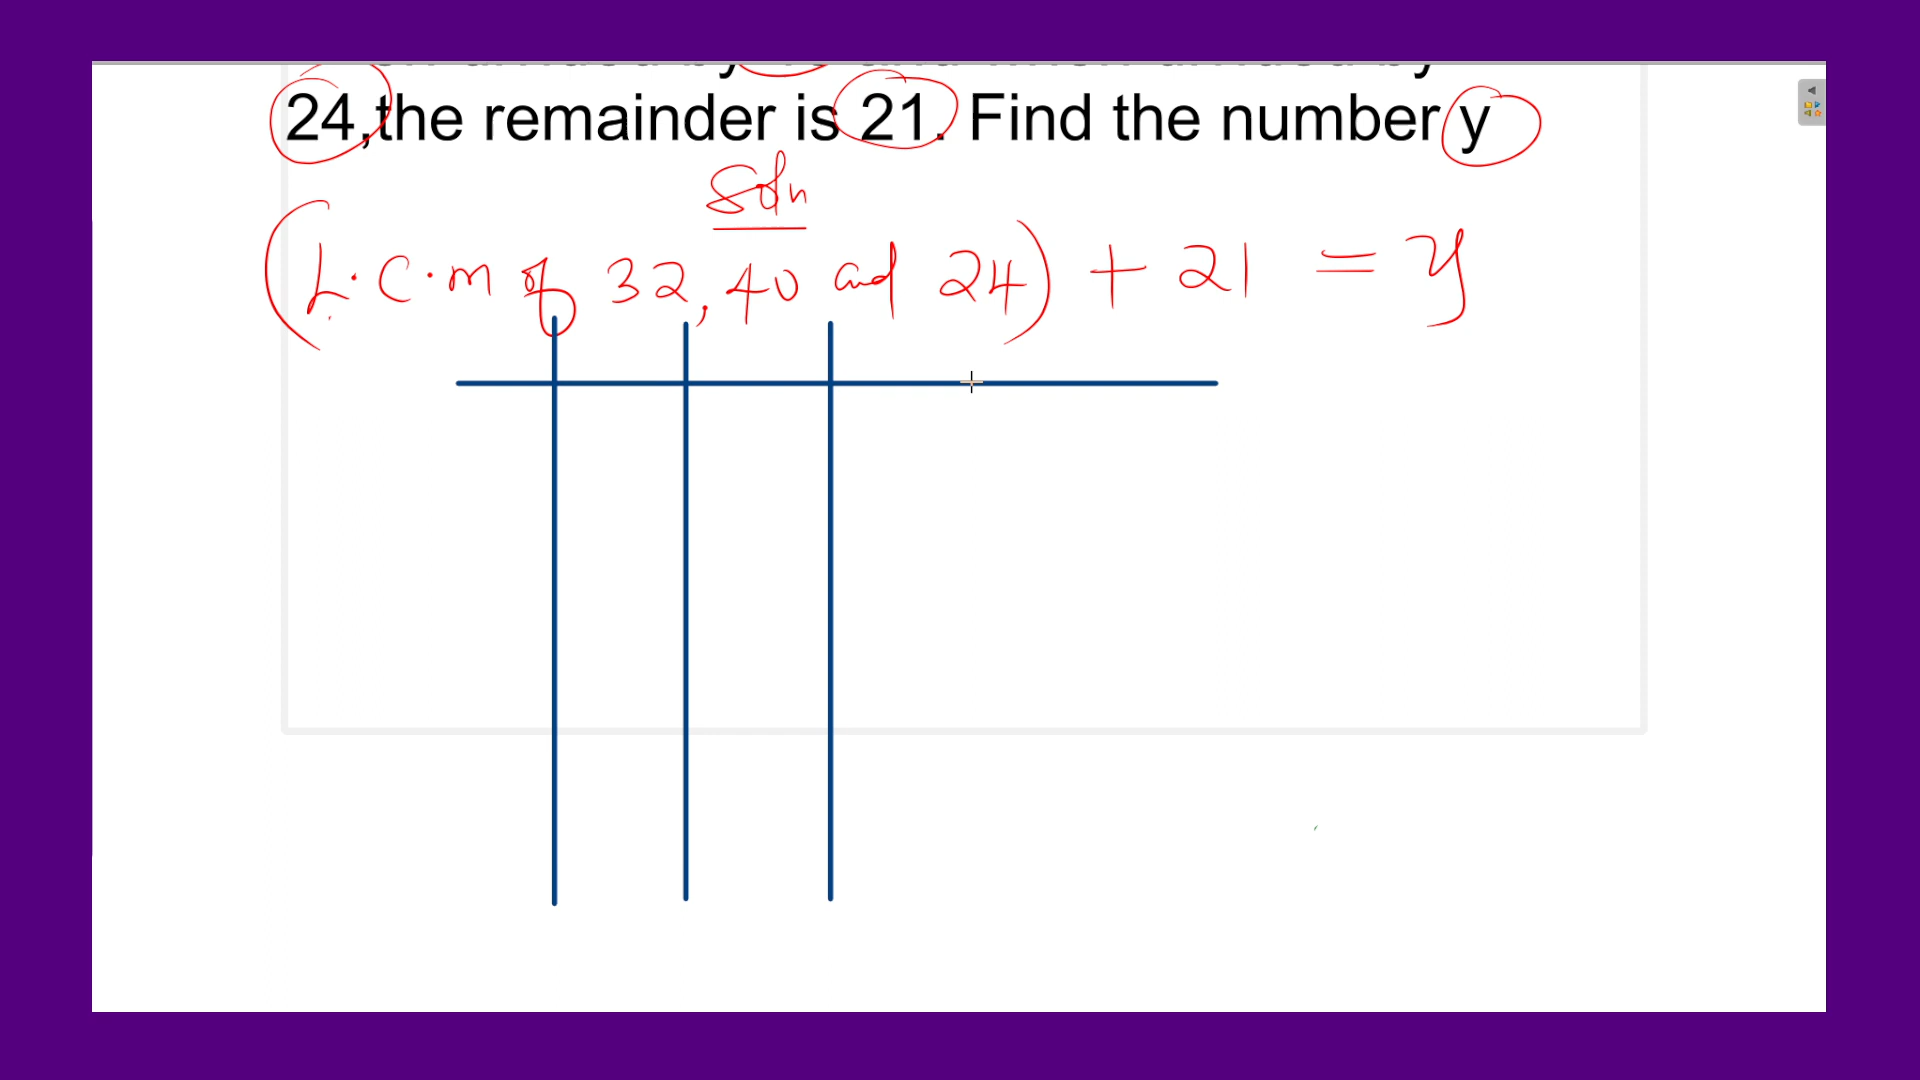 24,the remainder is 21. Find the number y
Soln
(L.C.m of 32, 40 and 24) + 21 = y